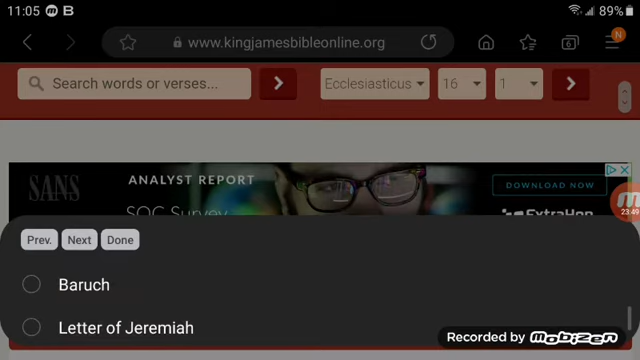 11:05 B 89%
www.kingjamesbibleonline.org 6 N
Search words or verses... Ecclesiasticus 16 1
SANS ANALYST REPORT DOWNLOAD NOW
SOC Survey ExtraHop
23:49
Prev. Next Done
Baruch
Letter of Jeremiah
Recorded by mobizen